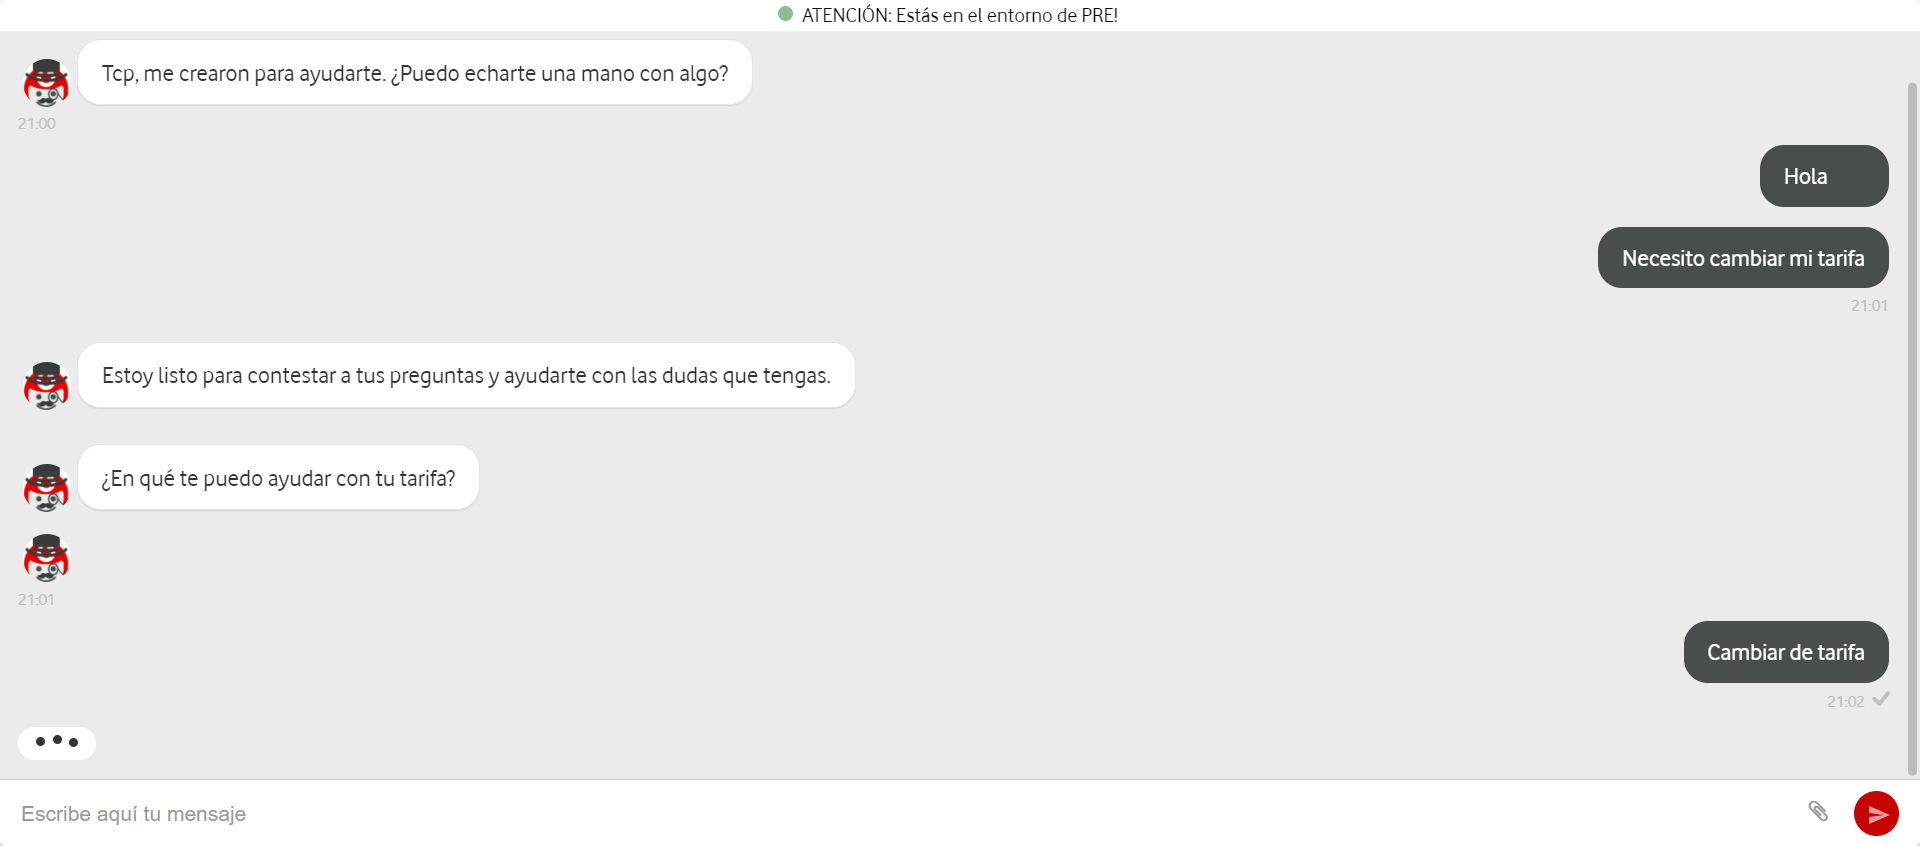 ATENCIÓN: Estás en el entorno de PRE!
Tcp, me crearon para ayudarte. ¿Puedo echarte una mano con algo?
21:00
Hola
Necesito cambiar mi tarifa
21:01
Estoy listo para contestar a tus preguntas y ayudarte con las dudas que tengas.
¿En qué te puedo ayudar con tu tarifa?
21:01
Cambiar de tarifa
21:02
Escribe aquí tu mensaje